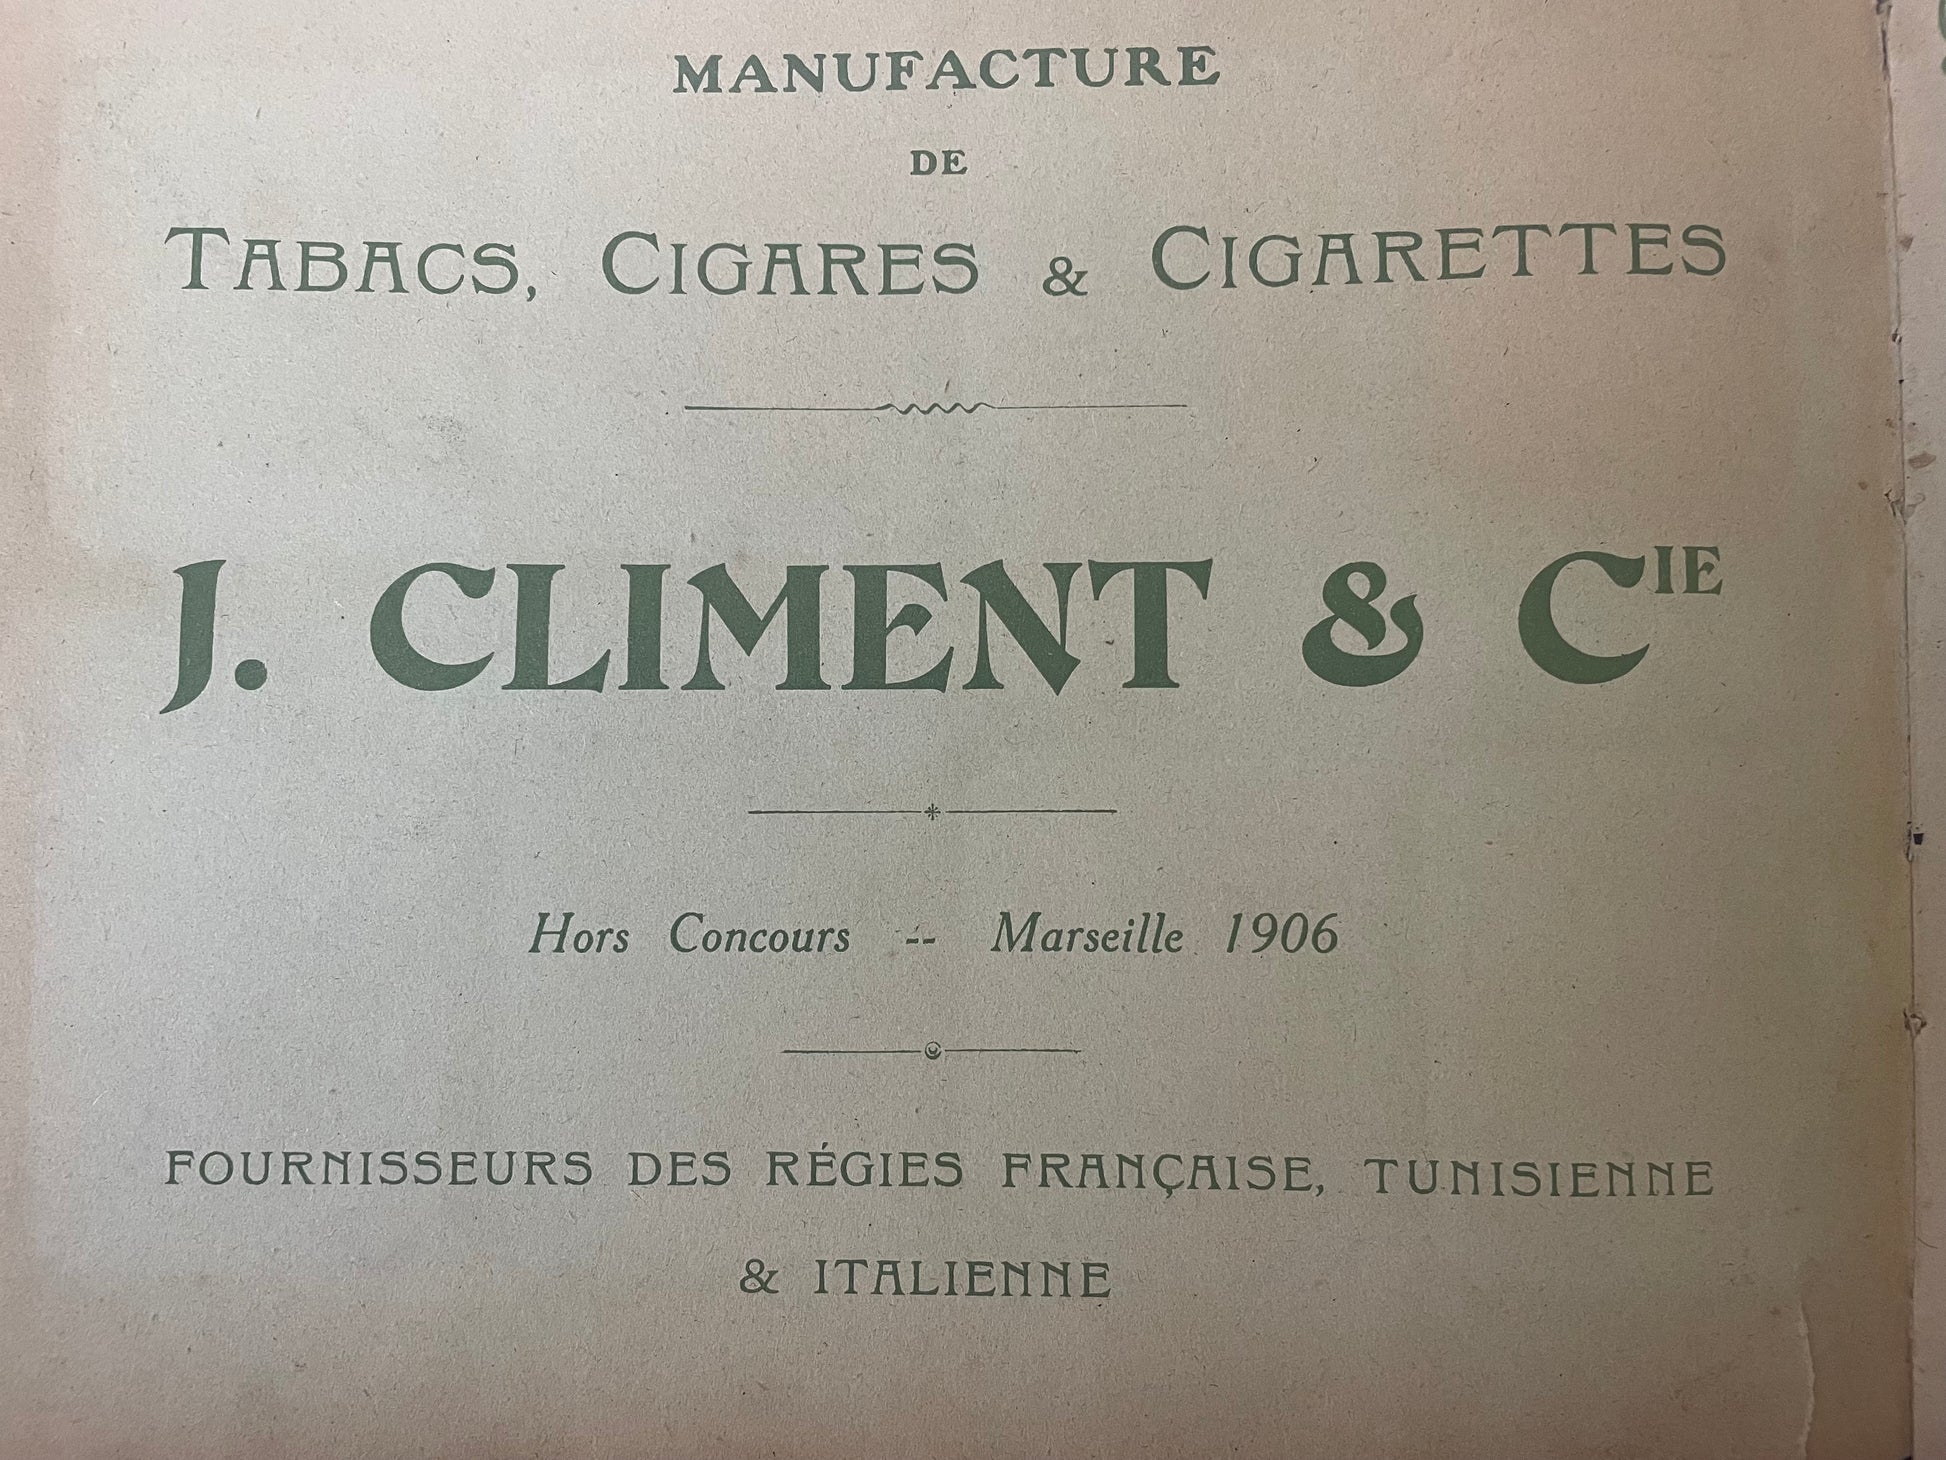 MANUFACTURE
DE
TABACS, CIGARES & CIGARETTES
J. CLIMENT & CIE
Hors Concours -- Marseille 1906
FOURNISSEURS DES RÉGIES FRANÇAISE, TUNISIENNE
& ITALIENNE